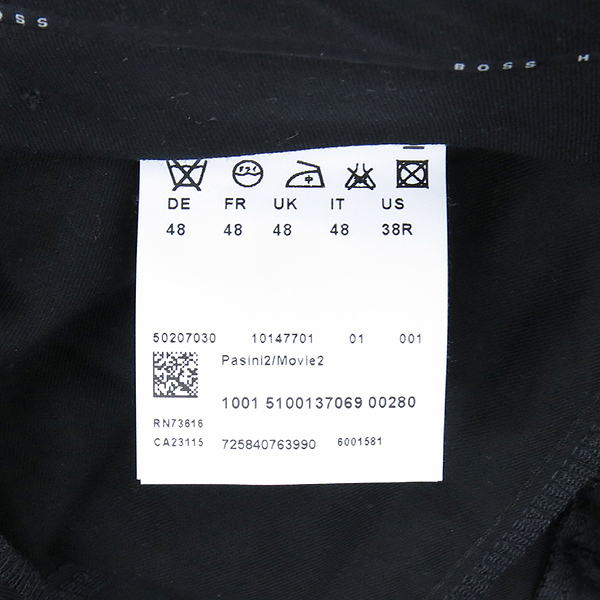 OSS
BOSS H
DE FR UK IT US
48 48 48 48 38R
50207030 10147701 01 001
Pasini2/Movie2
1001 5100137069 00280
RN73616
CA23115 725840763990 6001581